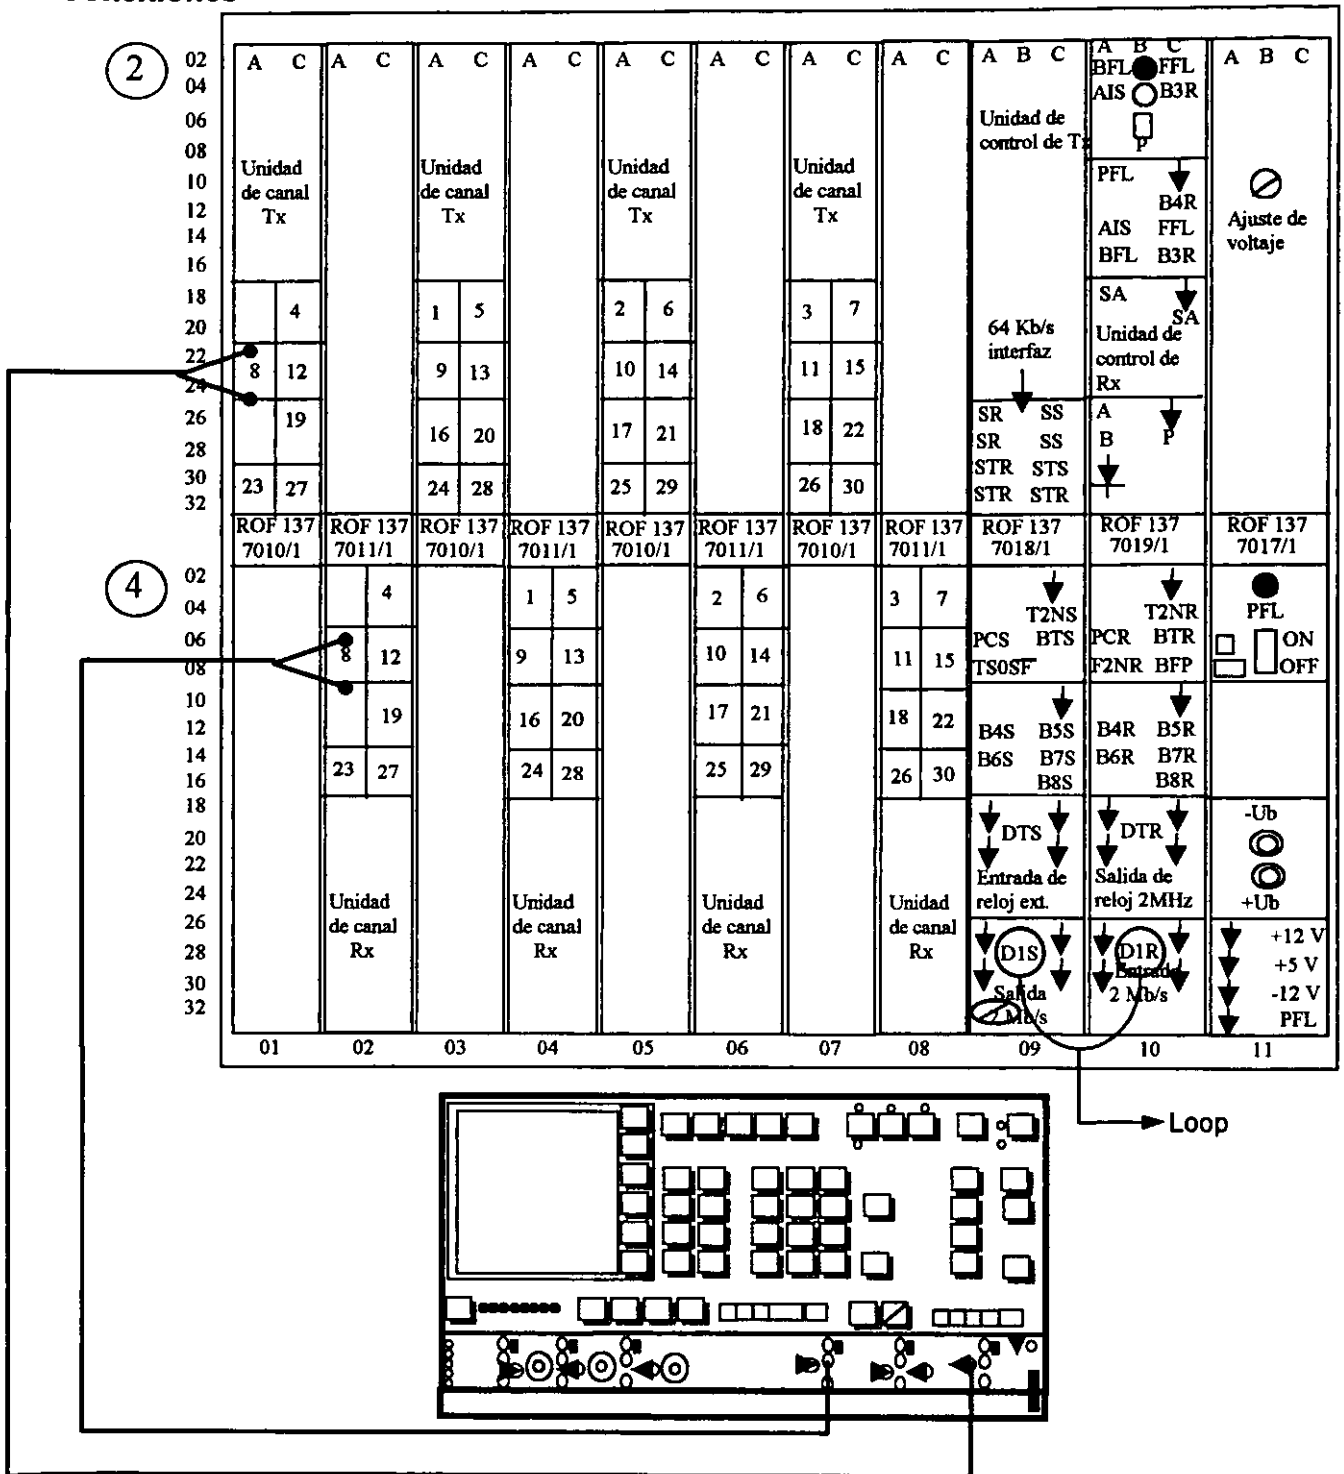 2
02 A C A C A C A C A C A C A C A C A B C A B C A B C
04 BFL FFL
06 AIS B3R
P
08
10
12
14
16
18
20
22
24
26
28
30
32
Unidad de canal Tx
Unidad de canal Tx
Unidad de canal Tx
Unidad de canal Tx
Unidad de
control de Tx
PFL
B4R
AIS FFL
BFL B3R
Ajuste de
voltaje
4 1 5 2 6 3 7
8 12 9 13 10 14 11 15
19 16 20 17 21 18 22
23 27 24 28 25 29 26 30
64 Kb/s
interfaz
SA
SA
Unidad de
control de
Rx
SR SS
SR SS
STR STS
STR STR
A
B P
ROF 137 ROF 137 ROF 137 ROF 137 ROF 137 ROF 137 ROF 137 ROF 137 ROF 137 ROF 137 ROF 137
7010/1 7011/1 7010/1 7011/1 7010/1 7011/1 7010/1 7011/1 7018/1 7019/1 7017/1
4
02
04
06
08
10
12
14
16
18
20
22
24
26
28
30
32
4 1 5 2 6 3 7
8 12 9 13 10 14 11 15
19 16 20 17 21 18 22
23 27 24 28 25 29 26 30
Unidad de canal Rx
Unidad de canal Rx
Unidad de canal Rx
Unidad de canal Rx
T2NS
PCS BTS
TS0SF
T2NR
PCR BTR
F2NR BFP
PFL
ON
OFF
B4S B5S
B6S B7S
B8S
B4R B5R
B6R B7R
B8R
DTS
Entrada de
reloj ext.
DTR
Salida de
reloj 2MHz
-Ub
+Ub
D1S
Salida
2 Mb/s
D1R
Entrada
2 Mb/s
+12 V
+5 V
-12 V
PFL
01 02 03 04 05 06 07 08 09 10 11
Loop